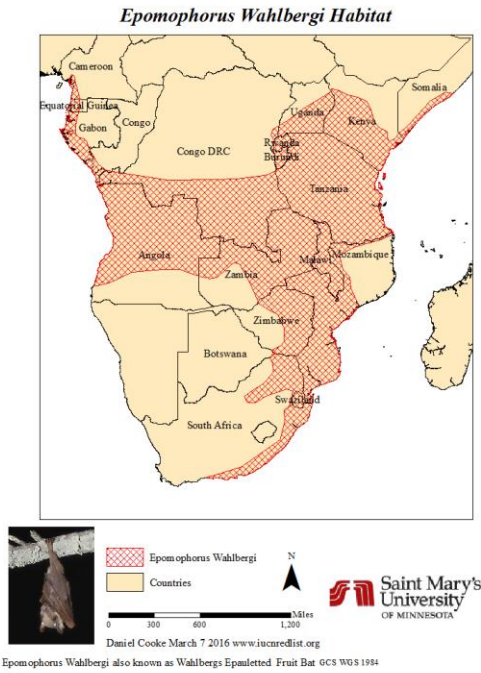 Epomophorus Wahlbergi Habitat
Cameroon
Somalia
Equatorial Guinea
Uganda
Gabon
Congo
Kenya
Rwanda
Congo DRC
Burundi
Tanzania
Angola
Malawi
Mozambique
Zambia
Zimbabwe
Botswana
Swaziland
South Africa
Epomophorus Wahlbergi
Countries
N
0 300 600 1,200 Miles
Saint Mary's
University
OF MINNESOTA
Daniel Cooke March 7 2016 www.iucnredlist.org
Epomophorus Wahlbergi also known as Wahlbergs Epauletted Fruit Bat GCS WGS 1984